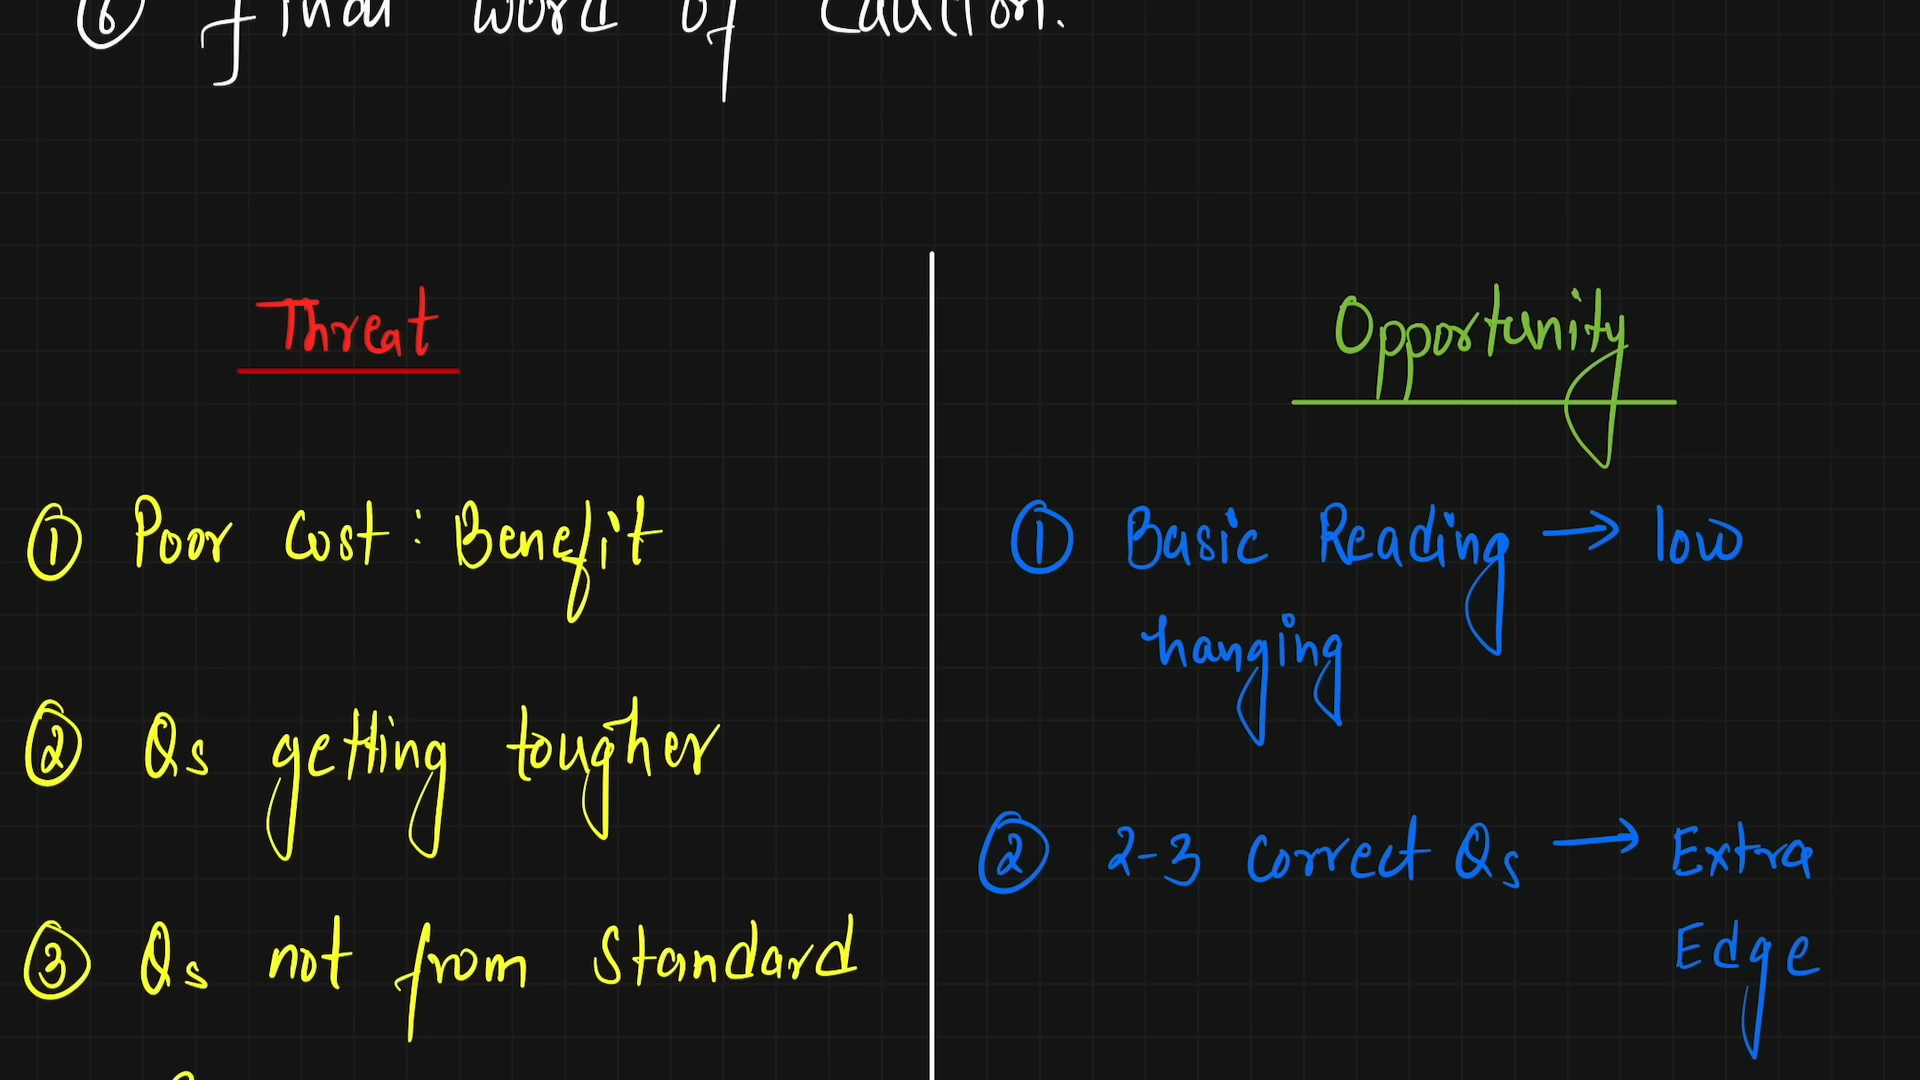 ⑥ final word of caution.
Threat
① Poor Cost : Benefit
② Qs getting tougher
③ Qs not from Standard
Opportunity
① Basic Reading → low
hanging
② 2-3 Correct Qs → Extra
Edge